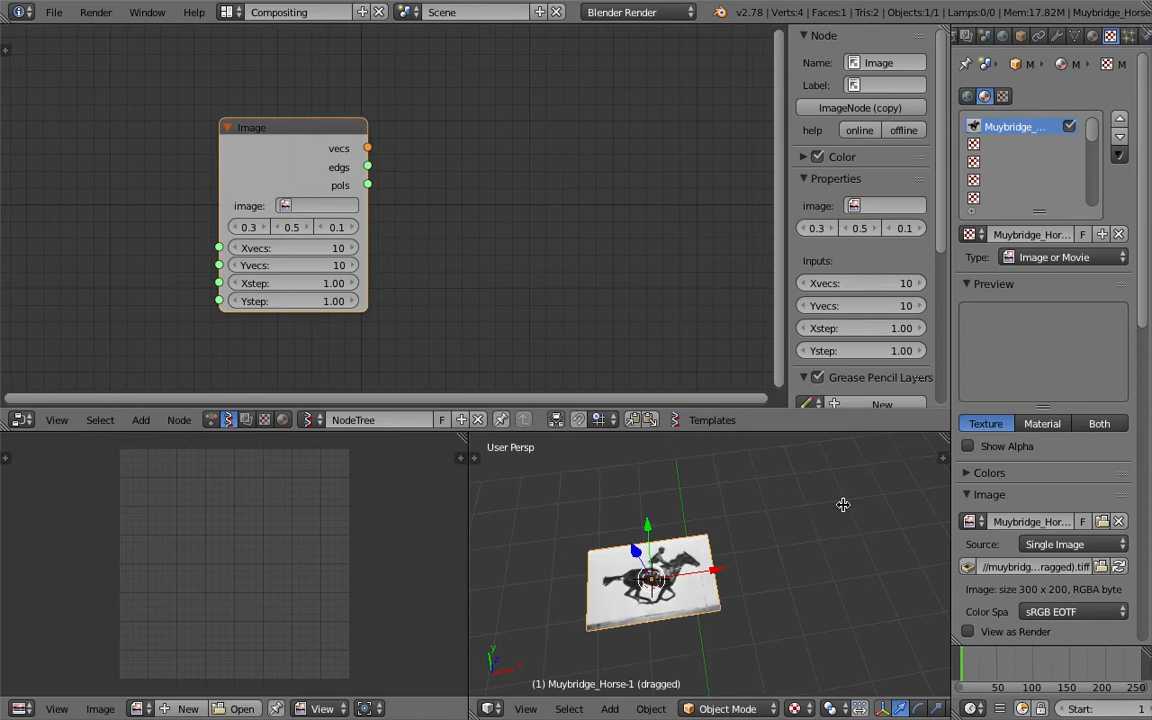 File Render Window Help Compositing Scene Blender Render v2.78 | Verts:4 | Faces:1 | Tris:2 | Objects:1/1 | Lamps:0/0 | Mem:17.82M | Muybridge_Horse
Image
vecs
edgs
pols
image:
0.3 0.5 0.1
Xvecs: 10
Yvecs: 10
Xstep: 1.00
Ystep: 1.00
Node
Name: Image
Label:
ImageNode (copy)
help online offline
Color
Properties
image:
0.3 0.5 0.1
Inputs:
Xvecs: 10
Yvecs: 10
Xstep: 1.00
Ystep: 1.00
Grease Pencil Layers
New
View Select Add Node NodeTree F Templates
M M M
Muybridge_...
Muybridge_Hor... F
Type: Image or Movie
Preview
Texture Material Both
Show Alpha
Colors
Image
Muybridge_Hor... F
Source: Single Image
//muybridg...ragged).tiff
Image: size 300 x 200, RGBA byte
Color Spa sRGB EOTF
View as Render
50 100 150 200 250
Start: 1
User Persp
y
z
x
(1) Muybridge_Horse-1 (dragged)
View Image New Open View
View Select Add Object Object Mode